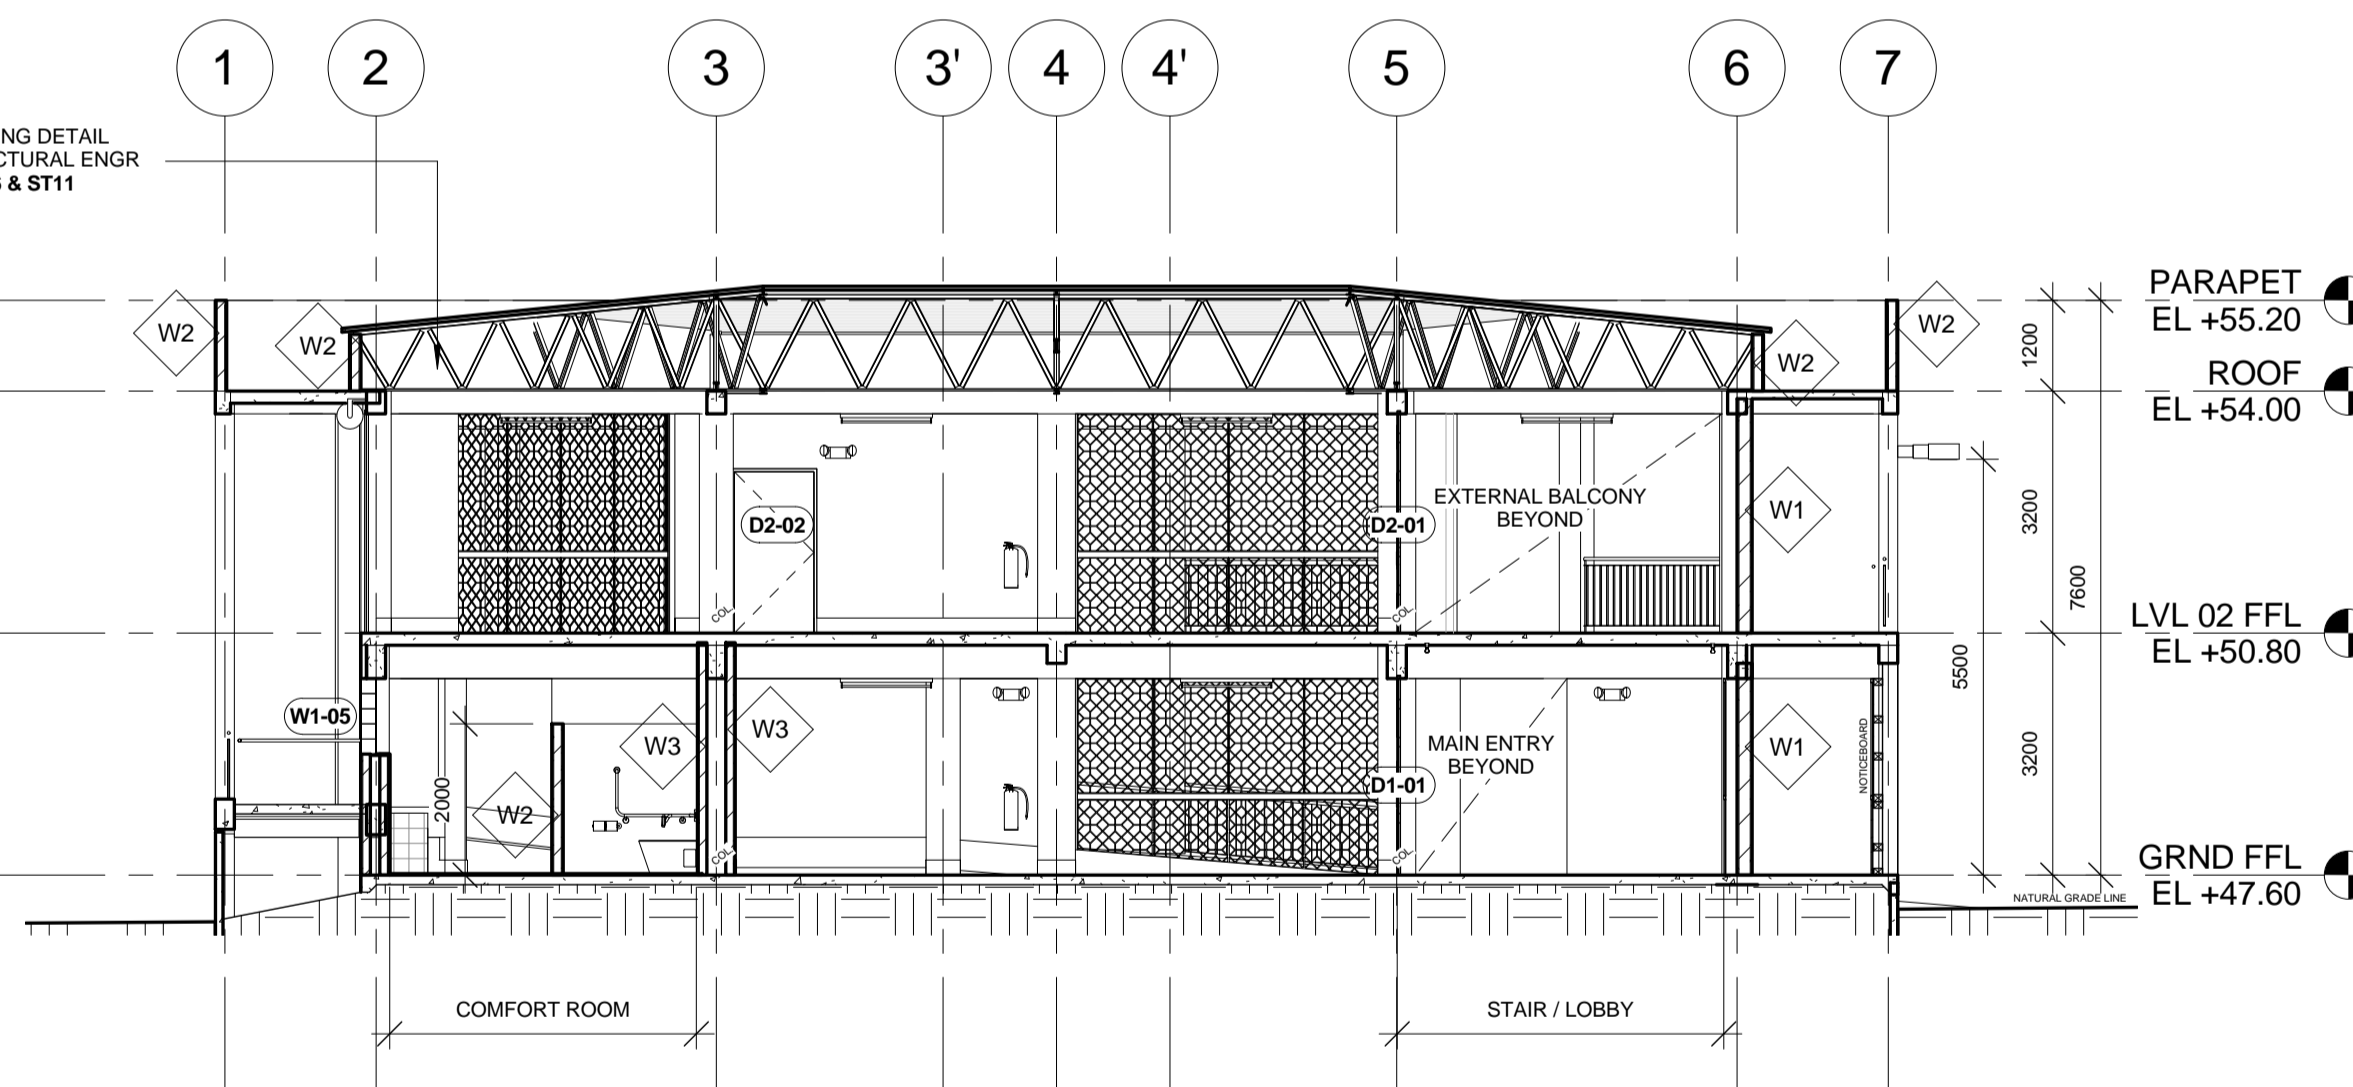 1
2
3
3'
4
4'
5
6
7
NG DETAIL
CTURAL ENGR
& ST11
W2
W2
W2
W2
PARAPET
EL +55.20
1200
ROOF
EL +54.00
D2-02
D2-01
EXTERNAL BALCONY
BEYOND
W1
3200
7600
5500
COL
COL
LVL 02 FFL
EL +50.80
W1-05
W3
W3
W2
2000
MAIN ENTRY
BEYOND
D1-01
W1
NOTICEBOARD
3200
COL
COL
GRND FFL
EL +47.60
NATURAL GRADE LINE
COMFORT ROOM
STAIR / LOBBY